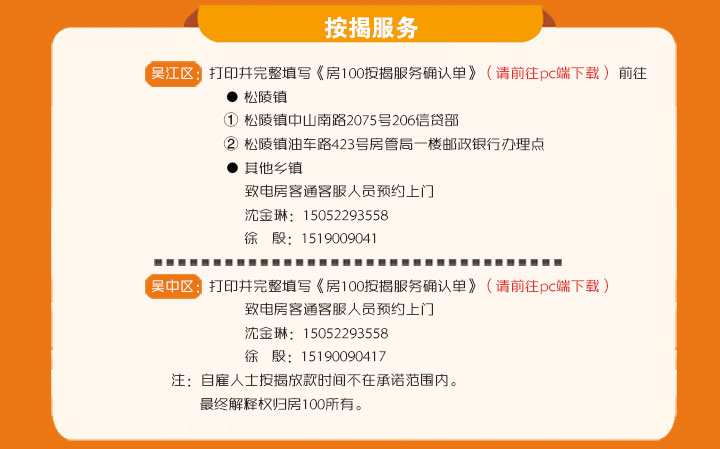 按揭服务
吴江区：打印并完整填写《房100按揭服务确认单》（请前往pc端下载）前往
● 松陵镇
① 松陵镇中山南路2075号206信贷部
② 松陵镇油车路423号房管局一楼邮政银行办理点
● 其他乡镇
致电房客通客服人员预约上门
沈金琳：15052293558
徐　殷：1519009041
吴中区：打印并完整填写《房100按揭服务确认单》（请前往pc端下载）
致电房客通客服人员预约上门
沈金琳：15052293558
徐　殷：15190090417
注：自雇人士按揭放款时间不在承诺范围内。
最终解释权归房100所有。